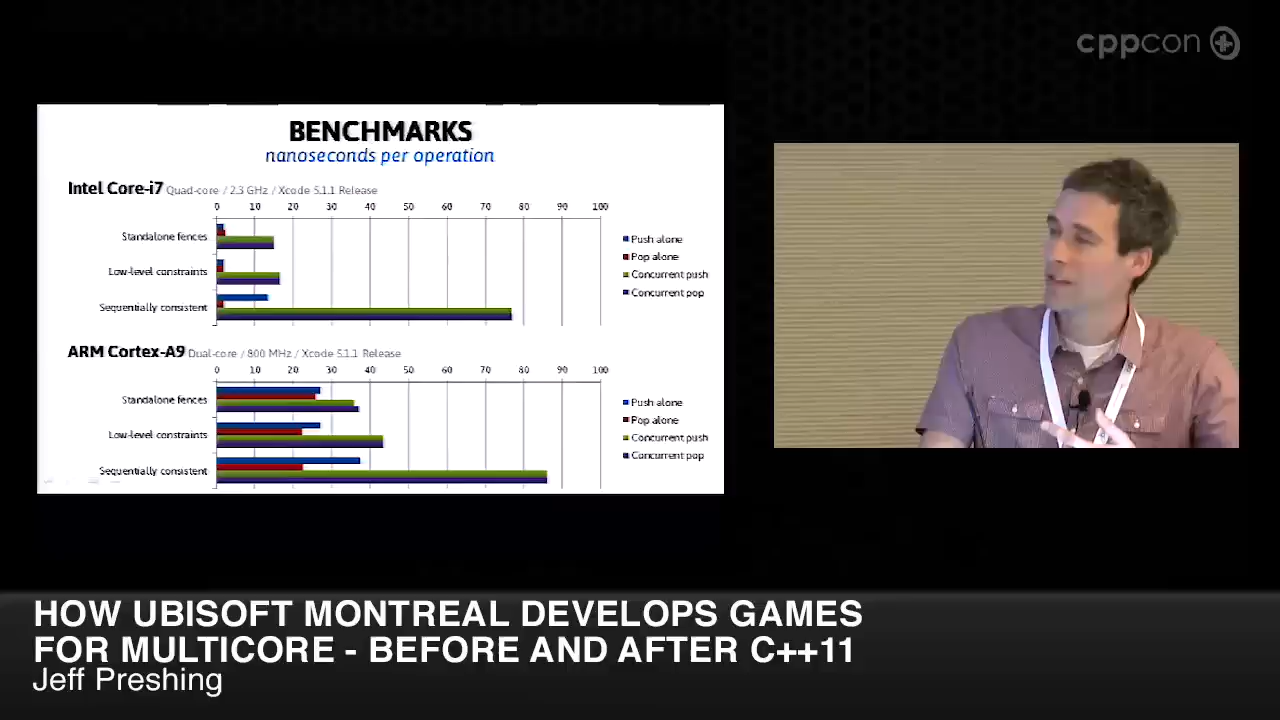 cppcon
BENCHMARKS
nanoseconds per operation
Intel Core-i7 Quad-core / 2.3 GHz / Xcode 5.1.1 Release
0 10 20 30 40 50 60 70 80 90 100
Standalone fences
Low-level constraints
Sequentially consistent
Push alone
Pop alone
Concurrent push
Concurrent pop
ARM Cortex-A9 Dual-core / 800 MHz / Xcode 5.1.1 Release
0 10 20 30 40 50 60 70 80 90 100
Standalone fences
Low-level constraints
Sequentially consistent
Push alone
Pop alone
Concurrent push
Concurrent pop
HOW UBISOFT MONTREAL DEVELOPS GAMES
FOR MULTICORE - BEFORE AND AFTER C++11
Jeff Preshing